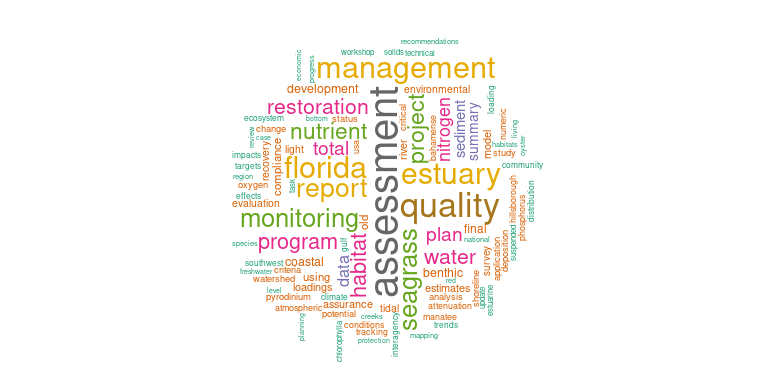 recommendations
workshop
solids
technical
economic
progress
management
development
environmental
assessment
restoration
project
nitrogen
sediment
summary
loading
critical
numeric
ecosystem
bottom
status
living
change
nutrient
bahamense
model
oyster
review
case
usa
river
habitats
recovery
light
total
study
impacts
compliance
florida
estuary
community
targets
region
oxygen
task
report
effects
evaluation
quality
hillsborough
distribution
phosphorus
monitoring
old
seagrass
plan
final
suspended
program
habitat
gulf
national
species
water
survey
deposition
application
southwest
coastal
data
freshwater
criteria
benthic
watershed
using
red
level
loadings
estimates
shoreline
update
estuarine
pyrodinium
climate
analysis
atmospheric
assurance
tidal
attenuation
potential
creeks
manatee
planning
chlorophylla
conditions
interagency
trends
tracking
protection
mapping